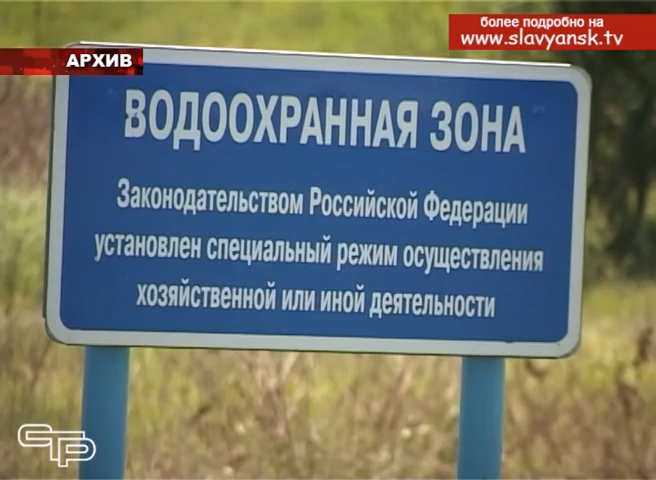 более подробно на
www.slavyansk.tv
АРХИВ
ВОДООХРАННАЯ ЗОНА
Законодательством Российской Федерации
установлен специальный режим осуществления
хозяйственной или иной деятельности
СТР